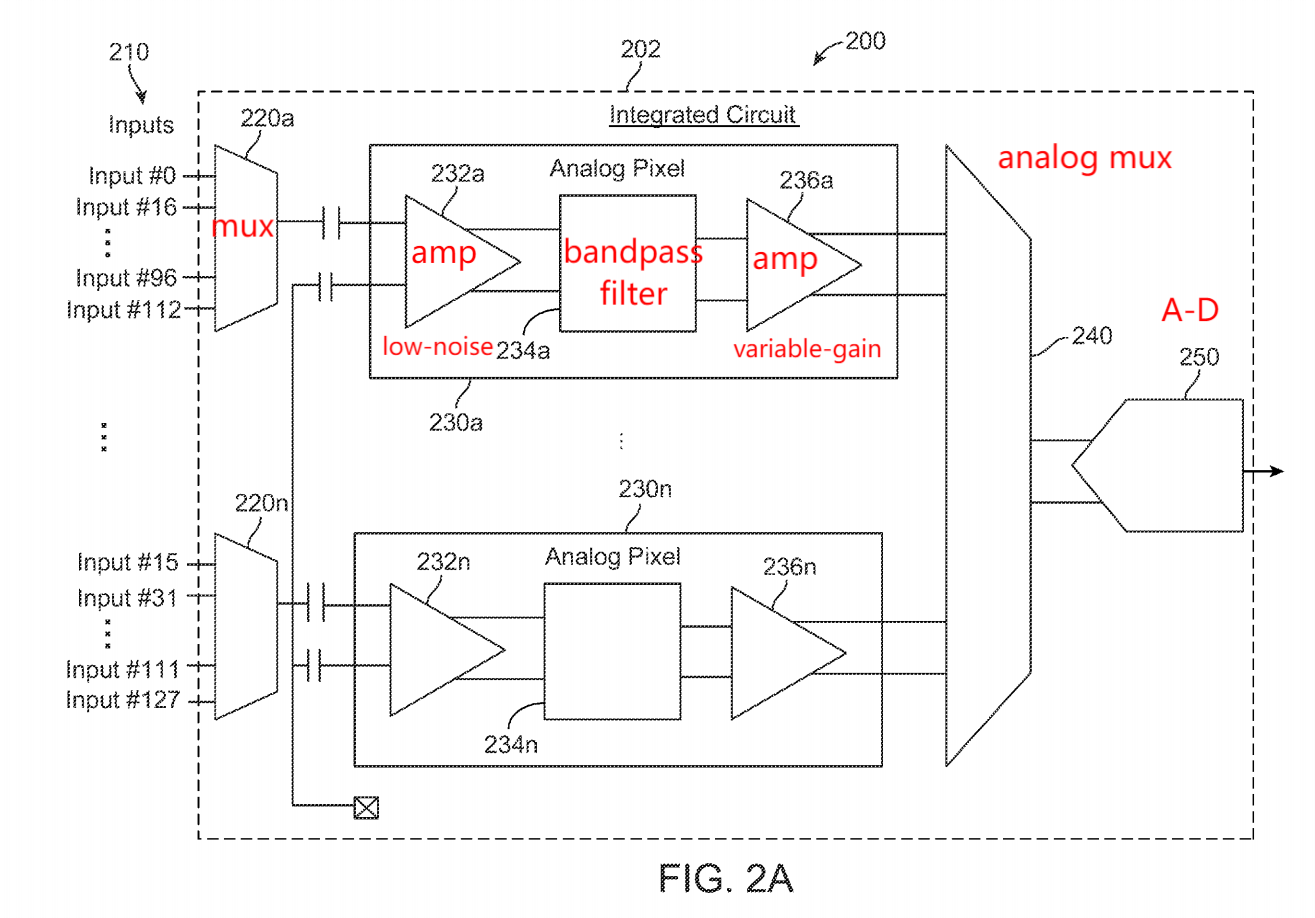 200
210
202
Integrated Circuit
Inputs
220a
analog mux
Analog Pixel
232a
236a
Input #0
Input #16
mux
amp
bandpass
filter
amp
Input #96
Input #112
low-noise
234a
variable-gain
A-D
240
250
230a
230n
220n
Analog Pixel
Input #15
232n
236n
Input #31
Input #111
Input #127
234n
FIG. 2A